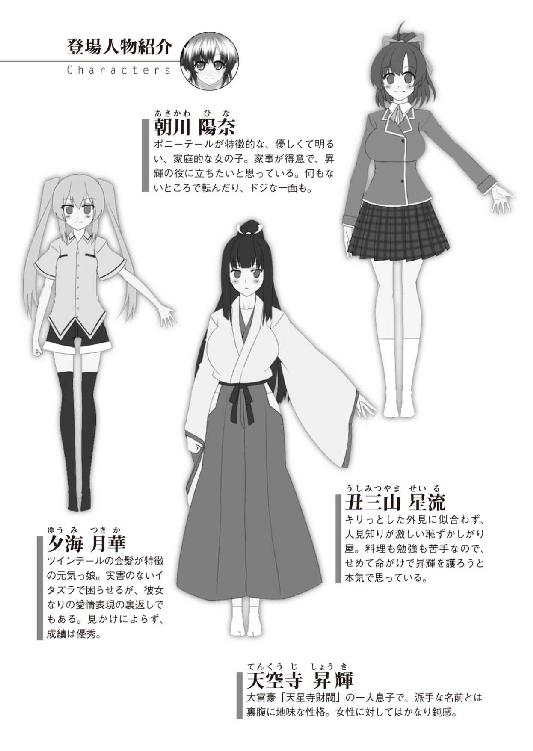 登場人物紹介
Characters
あさかわ ひな
朝川 陽奈
ポニーテールが特徴的な、優しくて明る
い、家庭的な女の子。家事が得意で、昇
輝の役に立ちたいと思っている。何もな
いところで転んだり、ドジな一面も。
うしみつやま せいる
丑三山 星流
キリっとした外見に似合わず、
人見知りが激しい恥ずかしがり
屋。料理も勉強も苦手なので、
せめて命がけで昇輝を護ろうと
本気で思っている。
ゆうみ つきか
夕海 月華
ツインテールの金髪が特徴
の元気っ娘。実害のないイ
タズラで困らせるが、彼女
なりの愛情表現の裏返しで
もある。見かけによらず、
成績は優秀。
てんくうじ しょうき
天空寺 昇輝
大富豪「天星寺財閥」の一人息子で、派手な名前とは
裏腹に地味な性格。女性に対してはかなり鈍感。